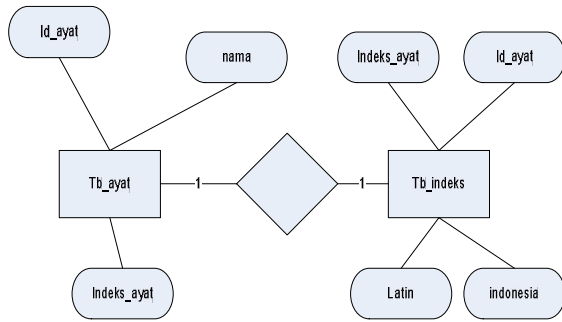 Id_ayat
nama
Indeks_ayat
Id_ayat
Tb_ayat
1
1
Tb_indeks
Indeks_ayat
Latin
indonesia